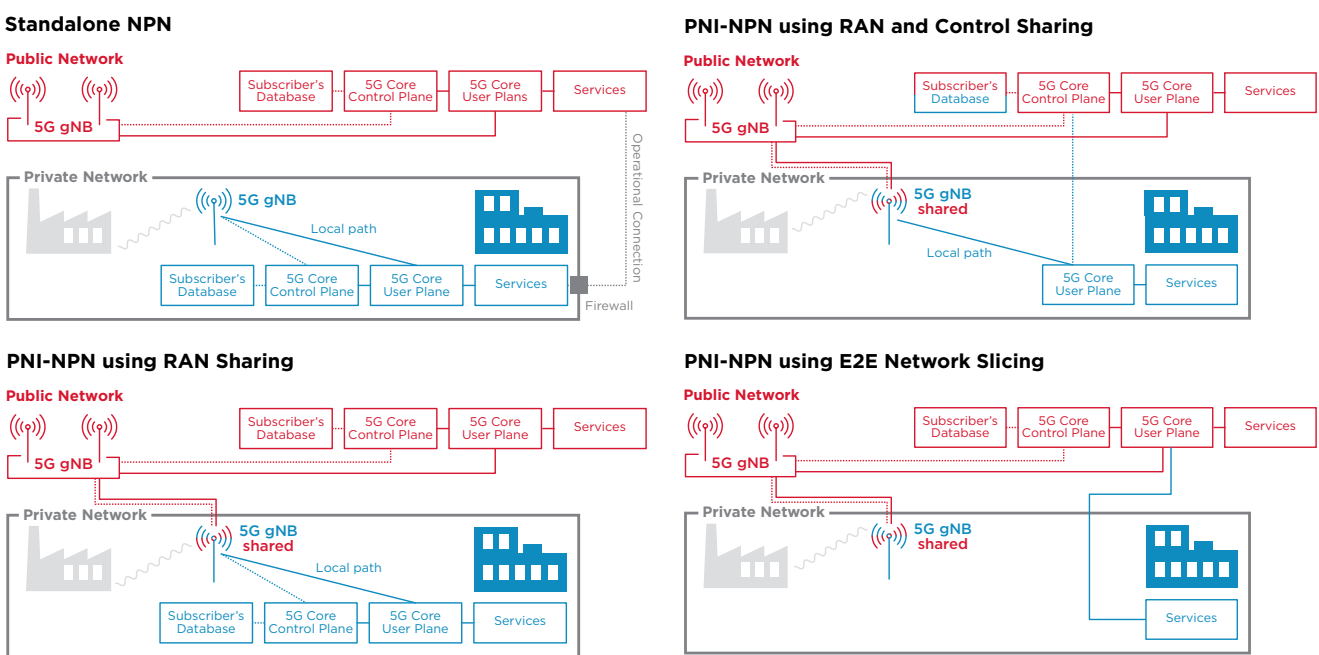 Standalone NPN
Public Network
Subscriber's
Database
5G Core
Control Plane
5G Core
User Plans
Services
5G gNB
Operational Connection
Private Network
5G gNB
Local path
Subscriber's
Database
5G Core
Control Plane
5G Core
User Plane
Services
Firewall
PNI-NPN using RAN and Control Sharing
Public Network
Subscriber's
Database
5G Core
Control Plane
5G Core
User Plane
Services
5G gNB
Private Network
5G gNB
shared
Local path
5G Core
User Plane
Services
PNI-NPN using RAN Sharing
Public Network
Subscriber's
Database
5G Core
Control Plane
5G Core
User Plane
Services
5G gNB
Private Network
5G gNB
shared
Local path
Subscriber's
Database
5G Core
Control Plane
5G Core
User Plane
Services
PNI-NPN using E2E Network Slicing
Public Network
Subscriber's
Database
5G Core
Control Plane
5G Core
User Plane
Services
5G gNB
Private Network
5G gNB
shared
Services